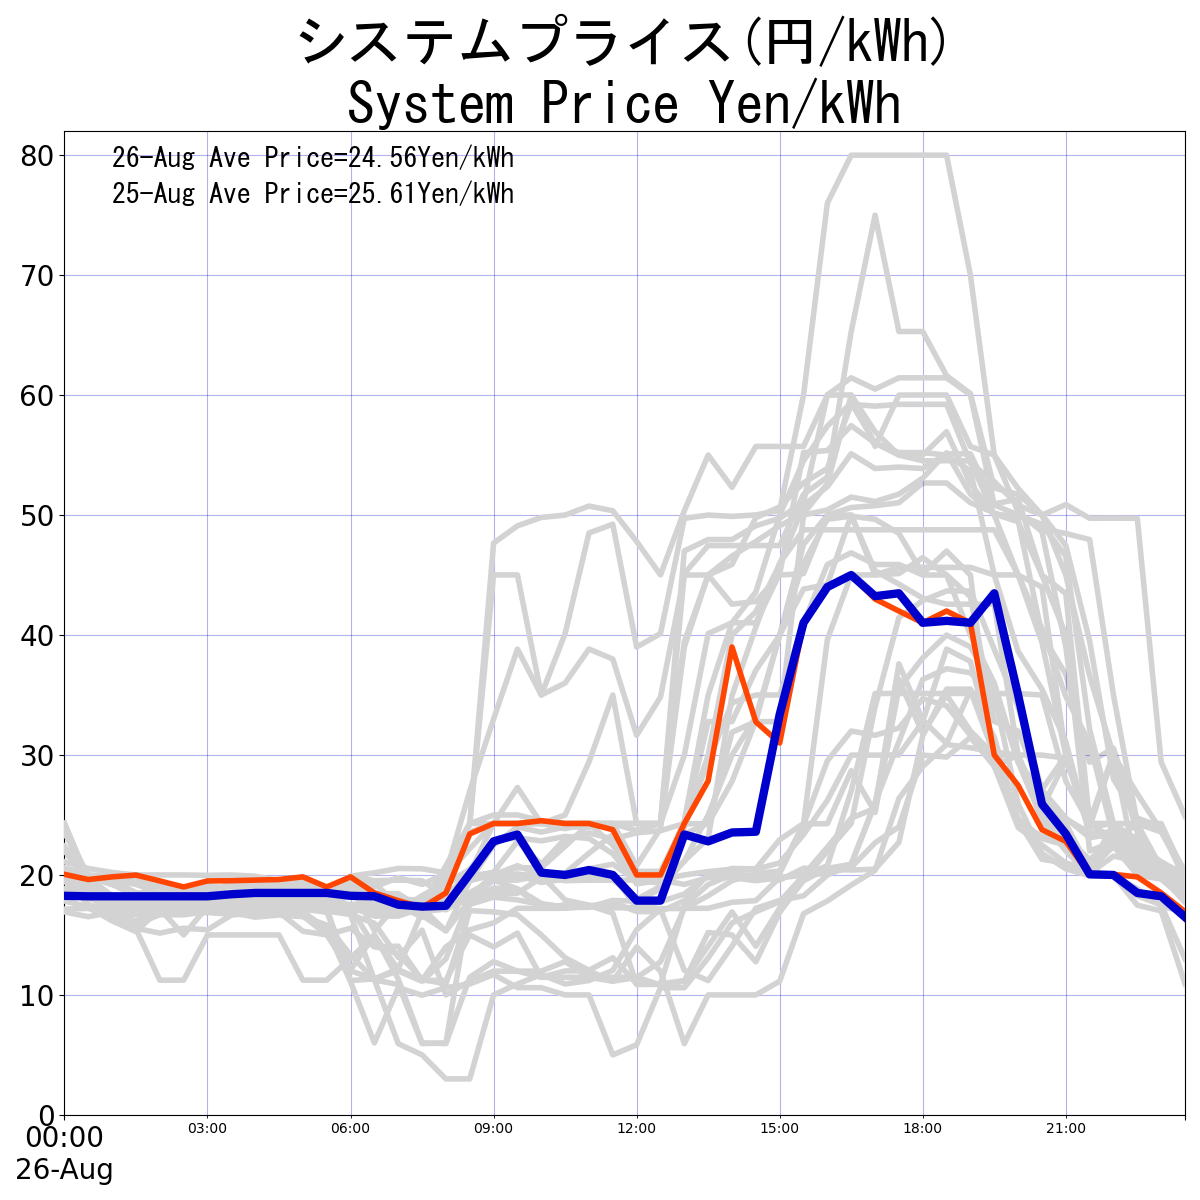 システムプライス(円/kWh)
System Price Yen/kWh
26-Aug Ave Price=24.56Yen/kWh
25-Aug Ave Price=25.61Yen/kWh
80
70
60
50
40
30
20
10
0
00:00 03:00 06:00 09:00 12:00 15:00 18:00 21:00
26-Aug